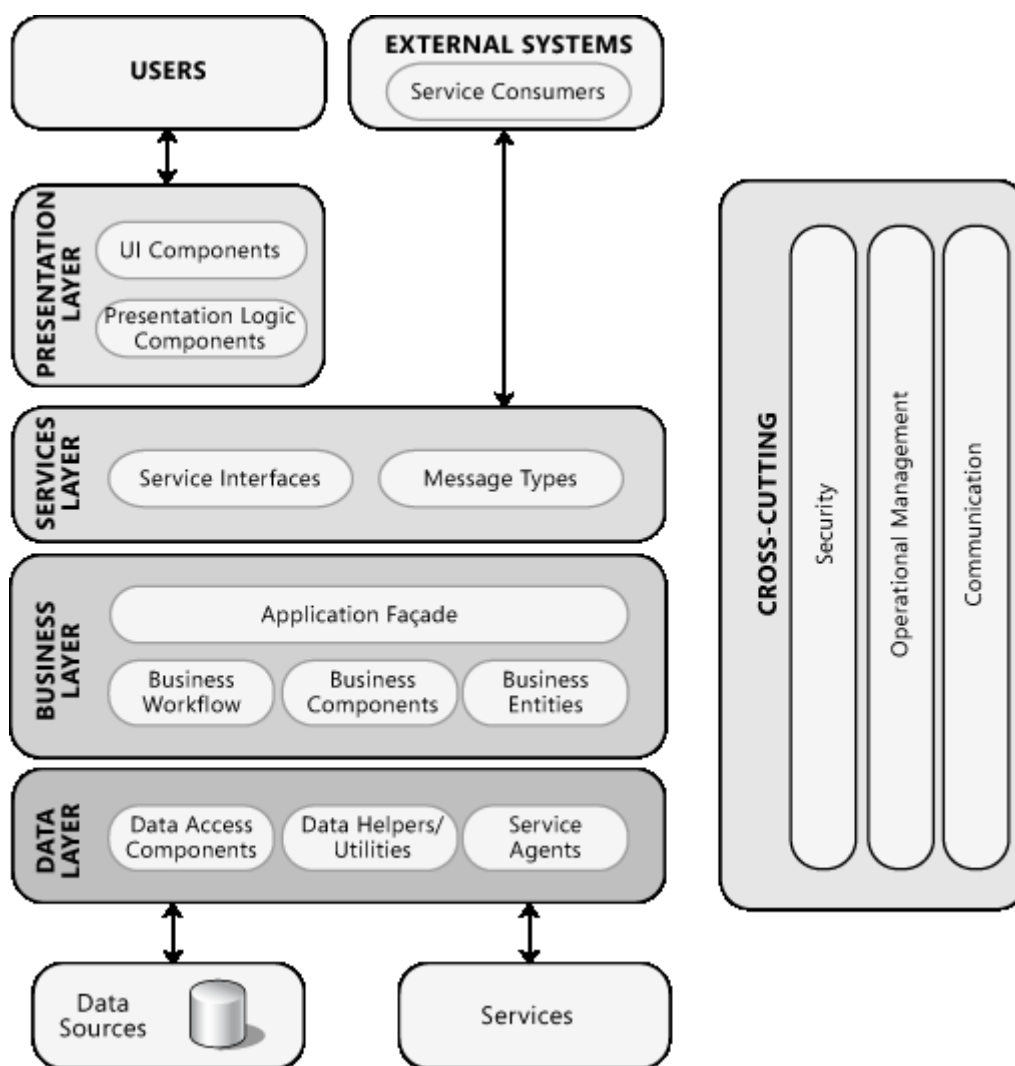 USERS
EXTERNAL SYSTEMS
Service Consumers
PRESENTATION
LAYER
UI Components
Presentation Logic
Components
SERVICES
LAYER
Service Interfaces
Message Types
BUSINESS
LAYER
Application Façade
Business
Workflow
Business
Components
Business
Entities
DATA
LAYER
Data Access
Components
Data Helpers/
Utilities
Service
Agents
Data
Sources
Services
CROSS-CUTTING
Security
Operational Management
Communication